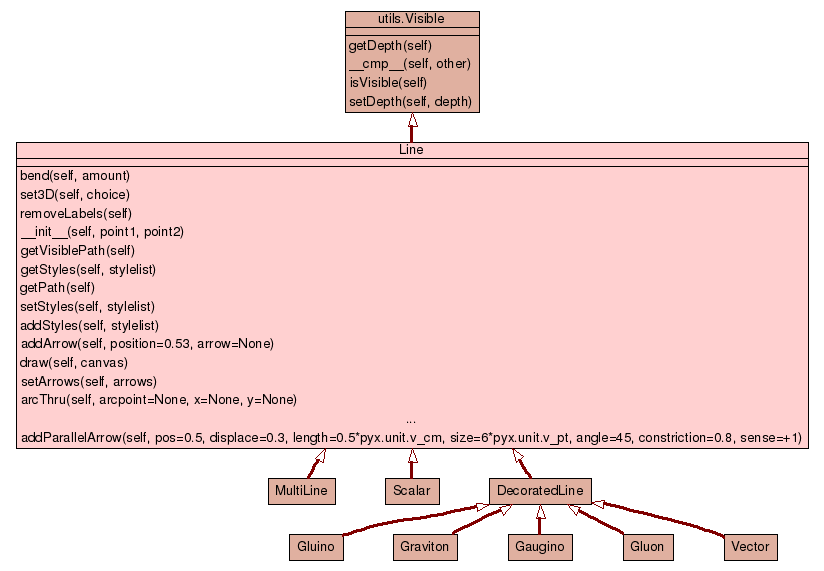 utils.Visible
getDepth(self)
__cmp__(self, other)
isVisible(self)
setDepth(self, depth)
Line
bend(self, amount)
set3D(self, choice)
removeLabels(self)
__init__(self, point1, point2)
getVisiblePath(self)
getStyles(self, stylelist)
getPath(self)
setStyles(self, stylelist)
addStyles(self, stylelist)
addArrow(self, position=0.53, arrow=None)
draw(self, canvas)
setArrows(self, arrows)
arcThru(self, arcpoint=None, x=None, y=None)
...
addParallelArrow(self, pos=0.5, displace=0.3, length=0.5*pyx.unit.v_cm, size=6*pyx.unit.v_pt, angle=45, constriction=0.8, sense=+1)
MultiLine
Scalar
DecoratedLine
Gluino
Graviton
Gaugino
Gluon
Vector